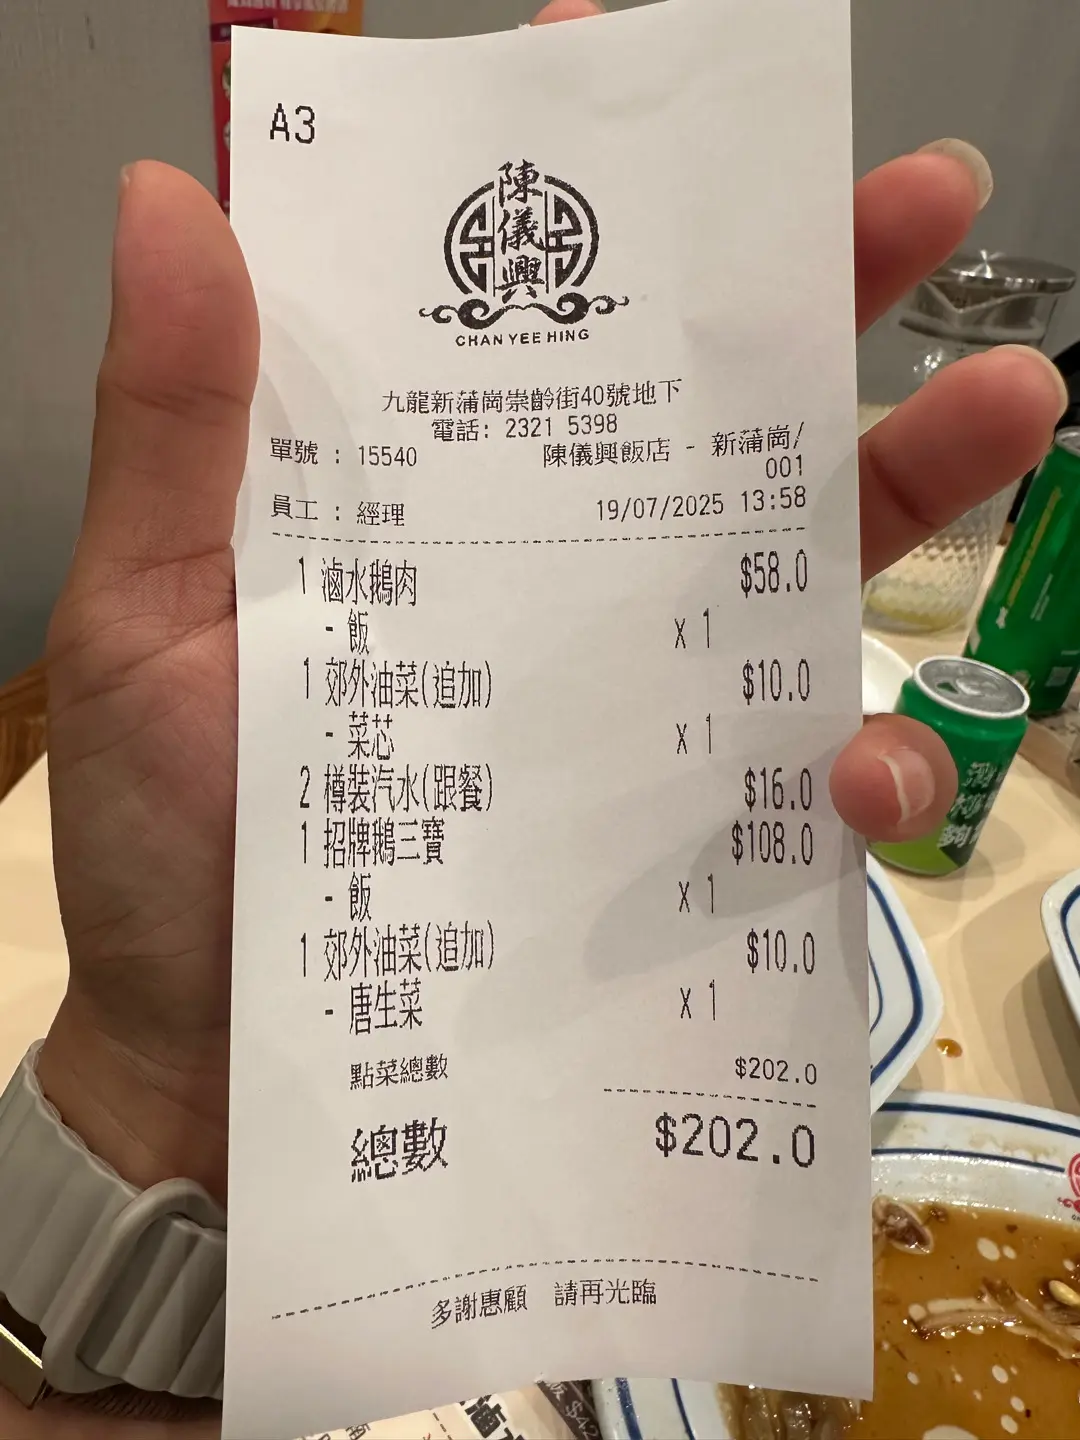 A3
陳儀興
CHAN YEE HING
九龍新蒲崗崇齡街40號地下
電話: 2321 5398
單號 : 15540 陳儀興飯店 - 新蒲崗/
001
員工 : 經理 19/07/2025 13:58
1 滷水鵝肉 $58.0
- 飯 x 1
1 郊外油菜(追加) $10.0
- 菜芯 x 1
2 樽裝汽水(跟餐) $16.0
1 招牌鵝三寶 $108.0
- 飯 x 1
1 郊外油菜(追加) $10.0
- 唐生菜 x 1
點菜總數 $202.0
總數 $202.0
多謝惠顧 請再光臨